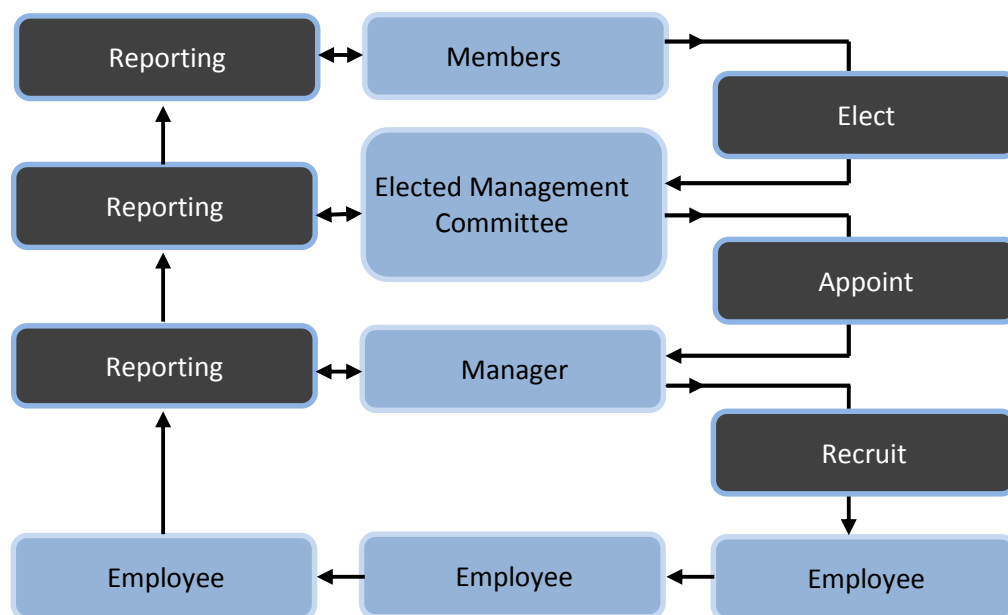 Reporting
Members
Elect
Reporting
Elected Management
Committee
Appoint
Reporting
Manager
Recruit
Employee
Employee
Employee